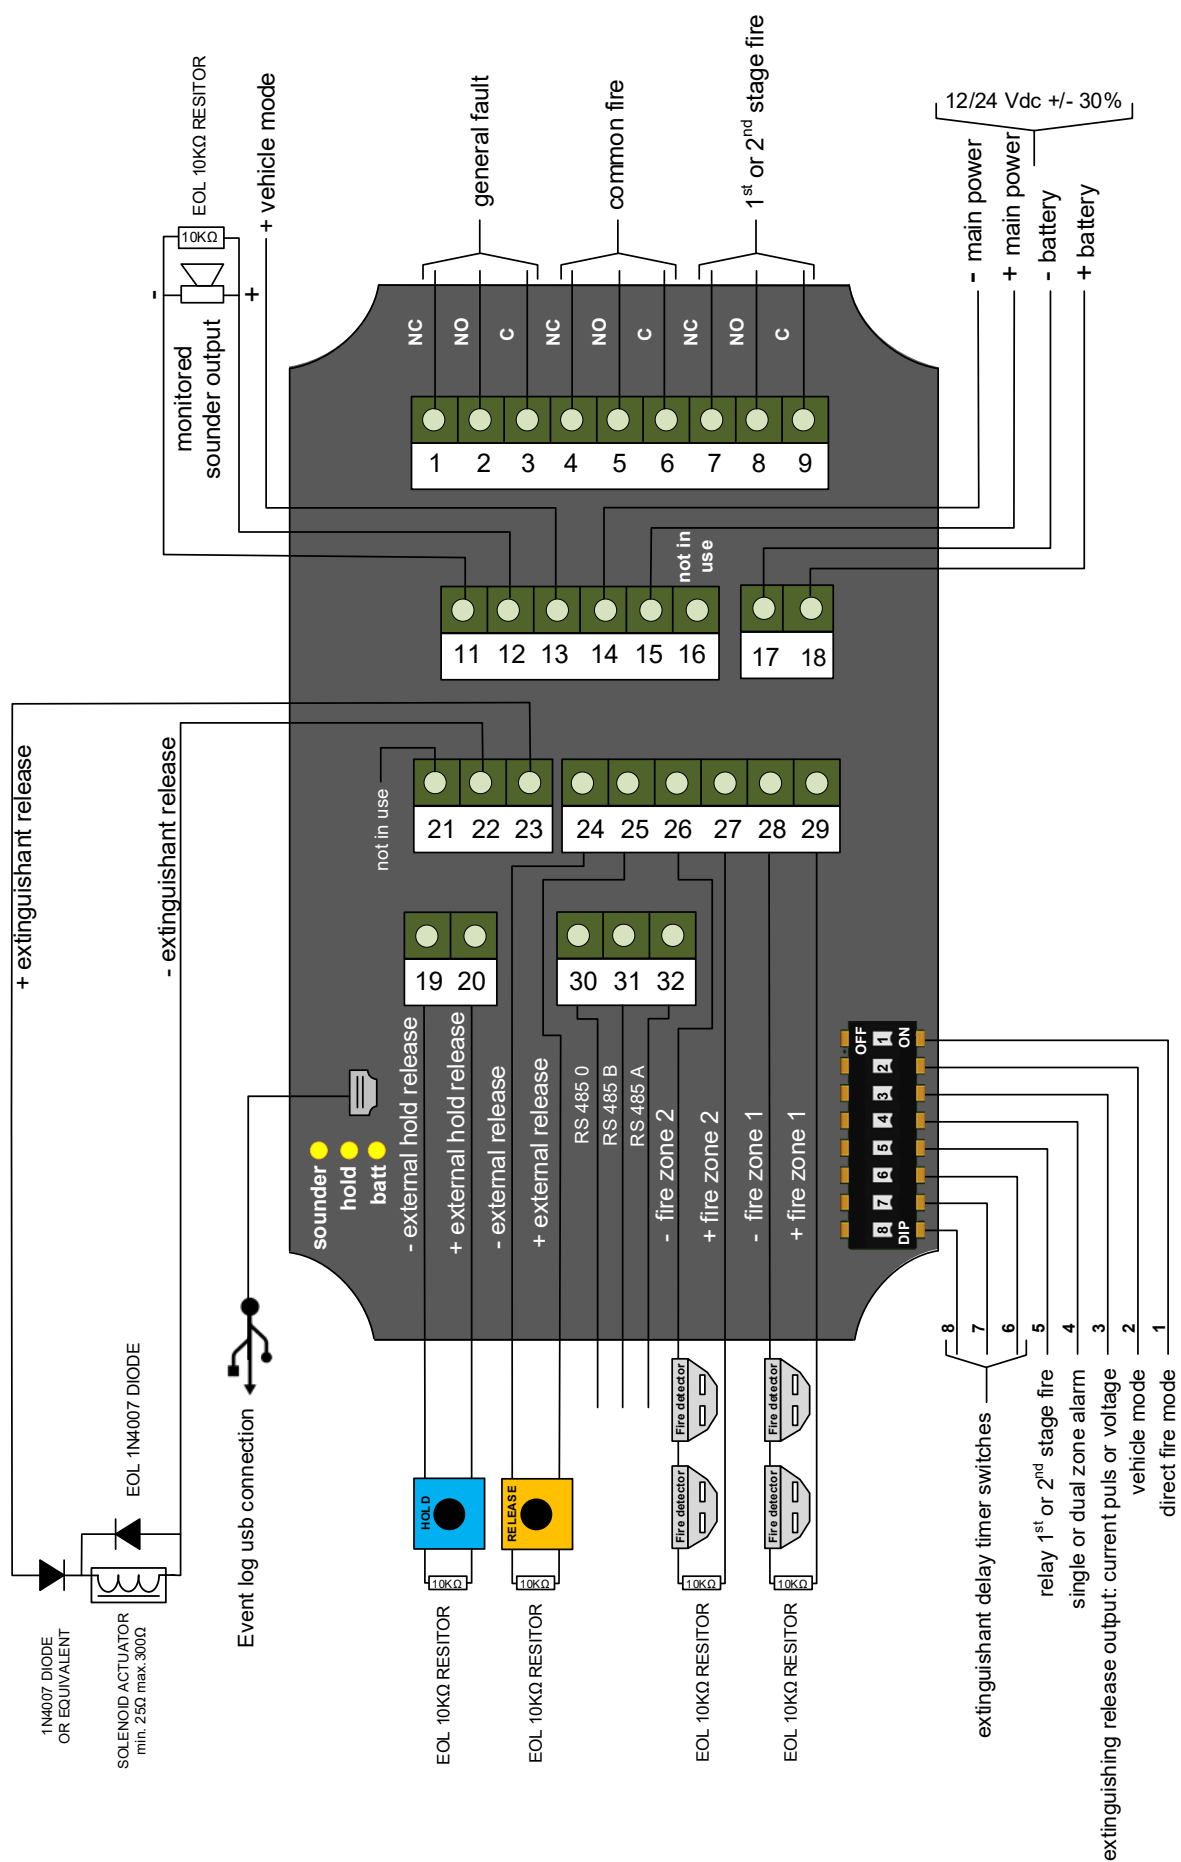 12/24 Vdc +/- 30%
EOL 10KΩ RESITOR
10KΩ
+ vehicle mode
general fault
common fire
1st or 2nd stage fire
- main power
+ main power
- battery
+ battery
-
+
monitored
sounder output
NC
NO
C
NC
NO
C
NC
NO
C
1 2 3 4 5 6 7 8 9
not in
use
11 12 13 14 15 16
17 18
+ extinguishant release
- extinguishant release
not in use
21 22 23
24 25 26 27 28 29
19 20
30 31 32
- external hold release
+ external hold release
- external release
+ external release
RS 485 0
RS 485 B
RS 485 A
- fire zone 2
+ fire zone 2
- fire zone 1
+ fire zone 1
OFF
ON
1
2
3
4
5
6
7
8
DIP
sounder
hold
batt
Event log usb connection
EOL 1N4007 DIODE
1N4007 DIODE
OR EQUIVALENT
SOLENOID ACTUATOR
min. 25Ω max.300Ω
HOLD
RELEASE
Fire detector
Fire detector
Fire detector
Fire detector
10KΩ
10KΩ
10KΩ
10KΩ
EOL 10KΩ RESITOR
EOL 10KΩ RESITOR
EOL 10KΩ RESITOR
EOL 10KΩ RESITOR
8
7
6
extinguishant delay timer switches
5
relay 1st or 2nd stage fire
4
single or dual zone alarm
3
extinguishing release output: current puls or voltage
2
vehicle mode
1
direct fire mode